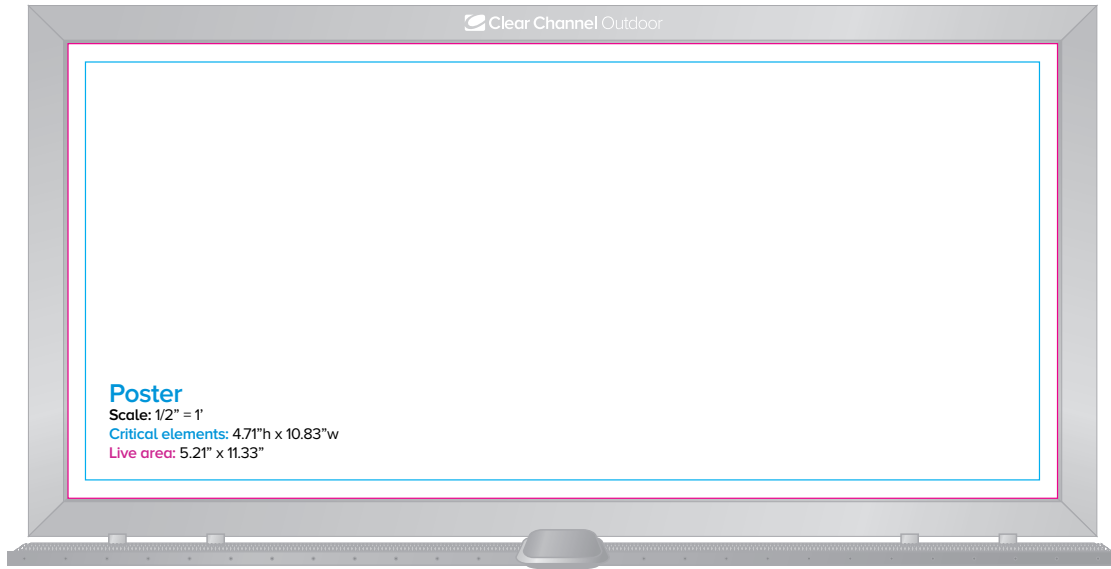 Clear Channel Outdoor
Poster
Scale: 1/2” = 1’
Critical elements: 4.71”h x 10.83”w
Live area: 5.21” x 11.33”